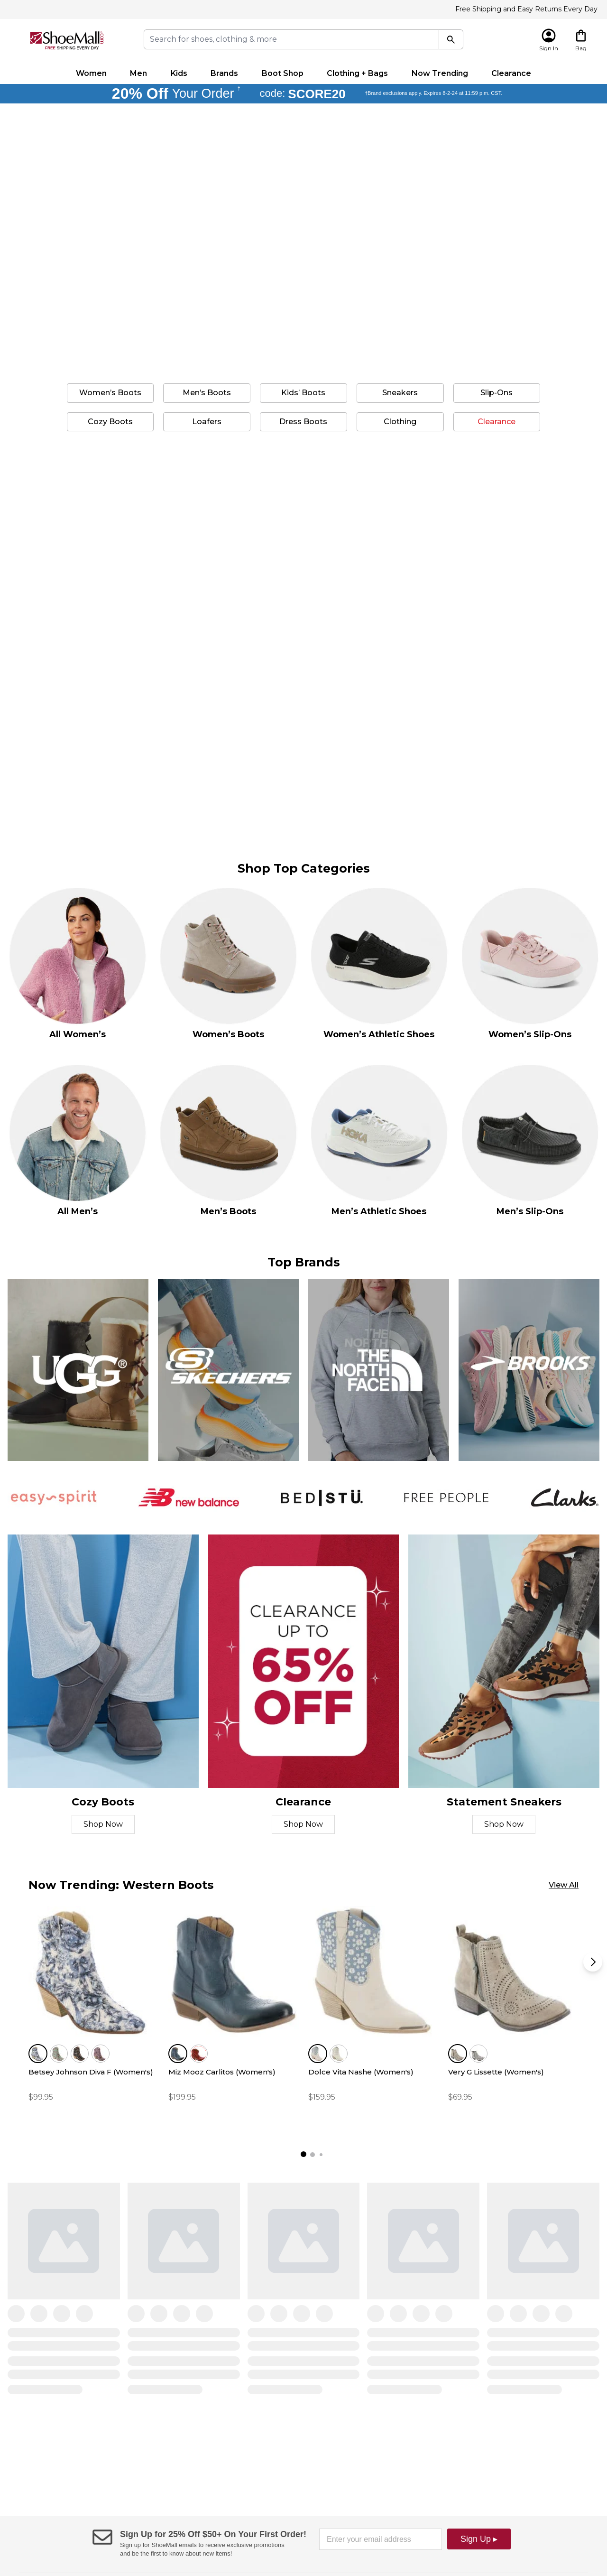 Free Shipping and Easy Returns Every Day
ShoeMall
FREE SHIPPING EVERY DAY
Search for shoes, clothing & more
Sign In
Bag
Women Men Kids Brands Boot Shop Clothing + Bags Now Trending Clearance
20% Off Your Order † code: SCORE20 †Brand exclusions apply. Expires 8-2-24 at 11:59 p.m. CST.
Women's Boots Men's Boots Kids' Boots Sneakers Slip-Ons
Cozy Boots Loafers Dress Boots Clothing Clearance
Shop Top Categories
All Women's Women's Boots Women's Athletic Shoes Women's Slip-Ons
All Men's Men's Boots Men's Athletic Shoes Men's Slip-Ons
Top Brands
UGG®
SKECHERS
THE NORTH FACE
BROOKS
easy spirit
new balance
BED|STÜ.
FREE PEOPLE
Clarks.
CLEARANCE
UP TO
65%
OFF
Cozy Boots Clearance Statement Sneakers
Shop Now Shop Now Shop Now
Now Trending: Western Boots
View All
Betsey Johnson Diva F (Women's) Miz Mooz Carlitos (Women's) Dolce Vita Nashe (Women's) Very G Lissette (Women's)
$99.95 $199.95 $159.95 $69.95
Sign Up for 25% Off $50+ On Your First Order!
Sign up for ShoeMall emails to receive exclusive promotions
and be the first to know about new items!
Enter your email address
Sign Up ▸